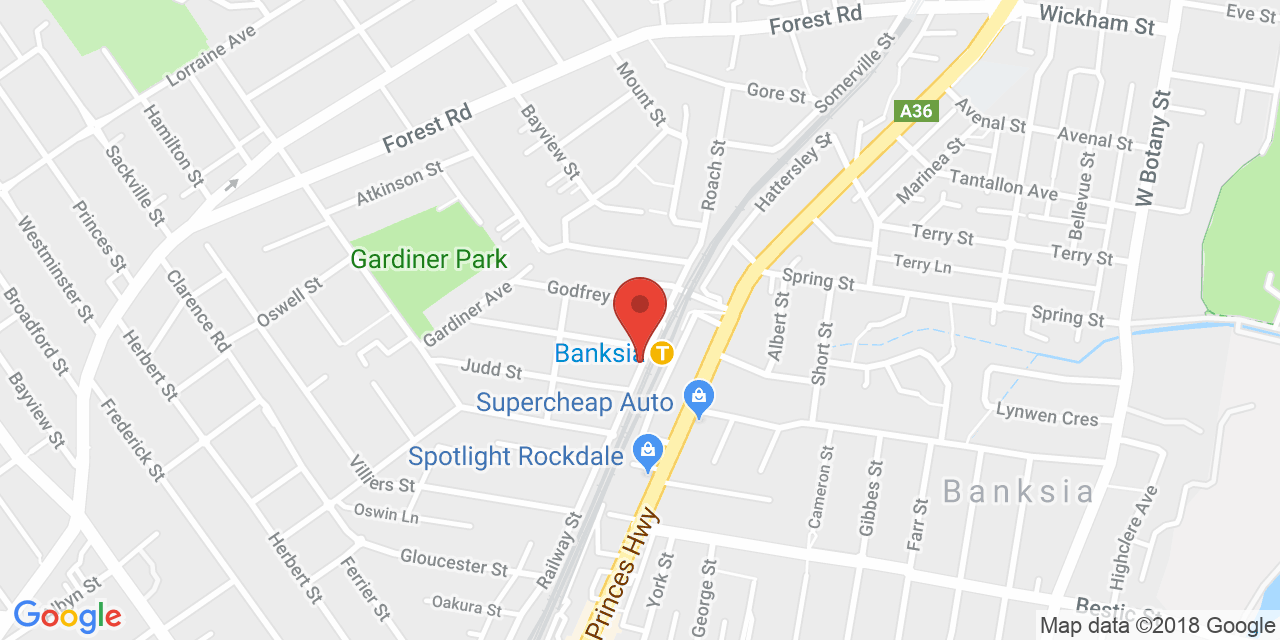 Forest Rd
Wickham St
Eve St
Lorraine Ave
Somerville St
Mount St
Gore St
A36
Hamilton St
Forest Rd
Bayview St
Avenal St
Avenal St
W Botany St
Sackville St
Atkinson St
Roach St
Hattersley St
Marinea St
Tantallon Ave
Bellevue St
Princes St
Westminster St
Gardiner Park
Terry St
Terry St
Terry Ln
Clarence Rd
Oswell St
Godfrey
Spring St
Spring St
Gardiner Ave
Albert St
Short St
Broadford St
Herbert St
Banksia
T
Judd St
Bayview St
Supercheap Auto
Lynwen Cres
Frederick St
Spotlight Rockdale
Villiers St
Cameron St
Gibbes St
Farr St
Banksia
Highclere Ave
Oswin Ln
Railway St
Princes Hwy
Gloucester St
Herbert St
Ferrier St
York St
George St
Oakura St
Bestic St
Google
Map data ©2018 Google